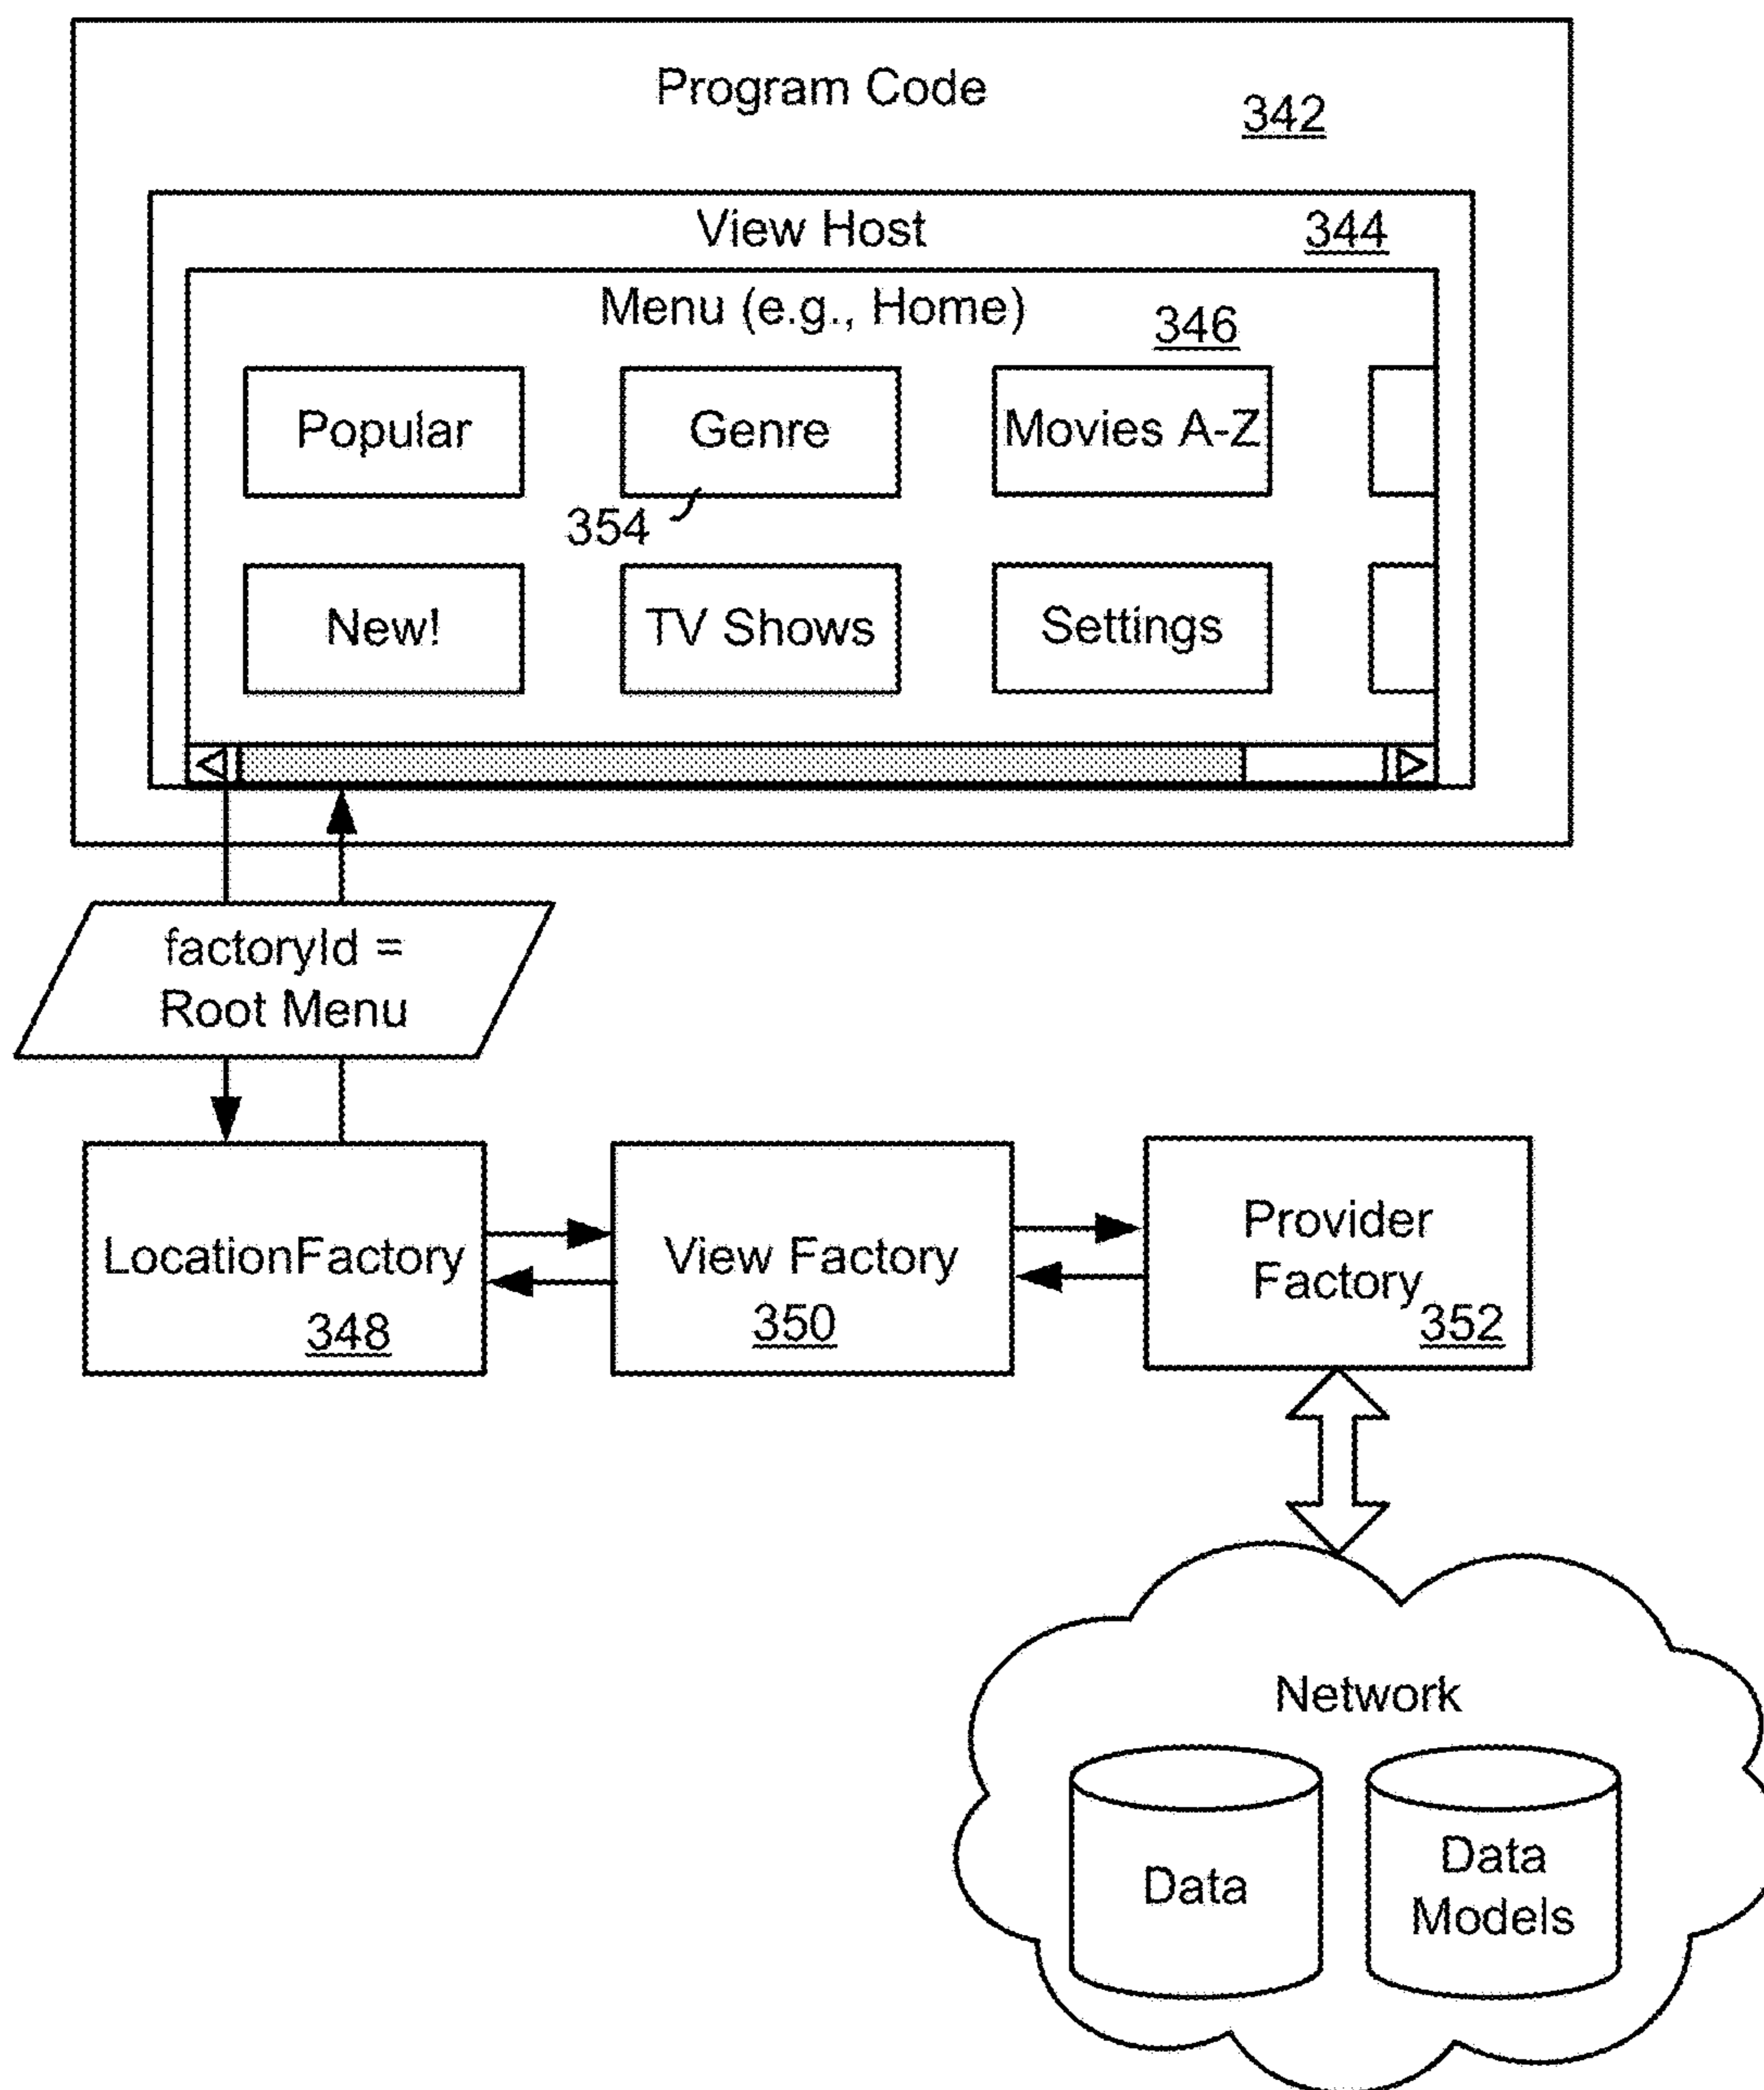 Program Code
342
View Host
344
Menu (e.g., Home)
346
Popular
Genre
Movies A-Z
354
New!
TV Shows
Settings
factoryId =
Root Menu
LocationFactory
348
View Factory
350
Provider
Factory
352
Network
Data
Data
Models